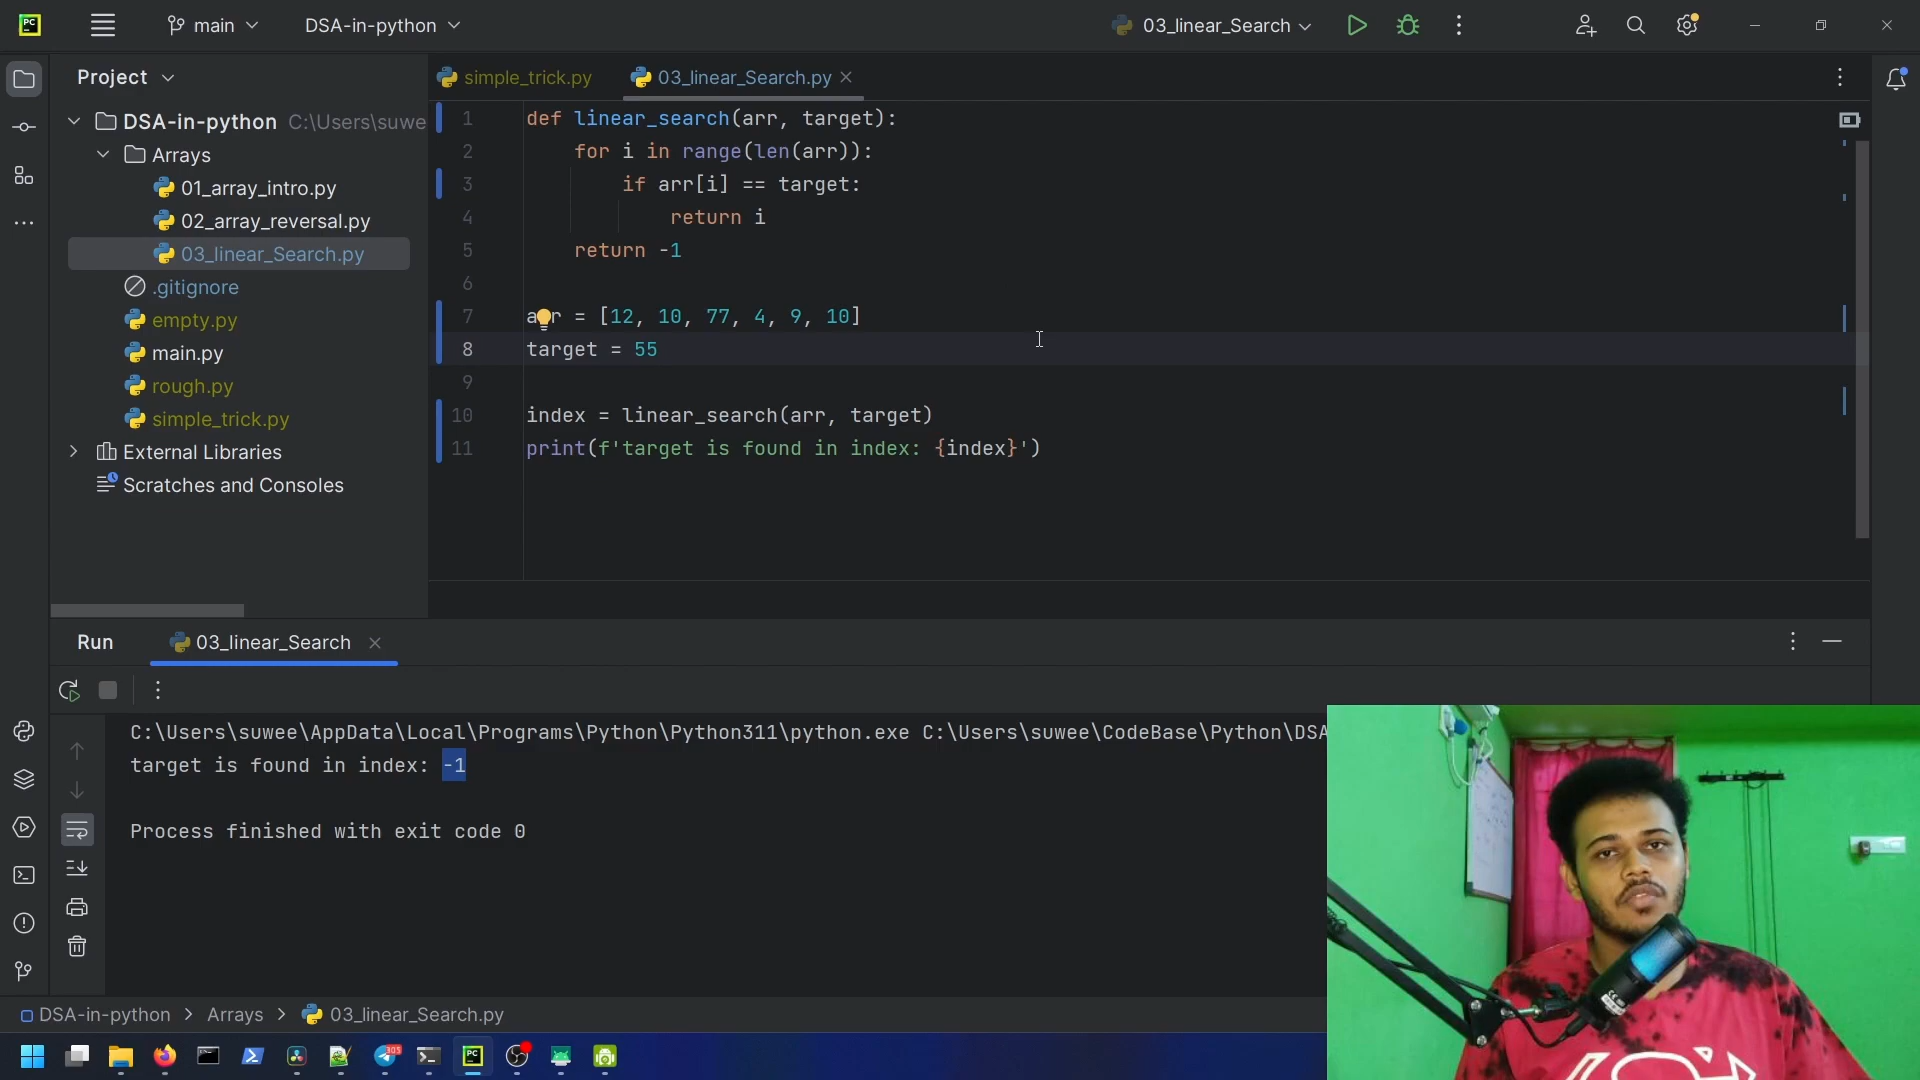 PC main DSA-in-python 03_linear_Search
Project
simple_trick.py 03_linear_Search.py
DSA-in-python C:\Users\suwe
Arrays
01_array_intro.py
02_array_reversal.py
03_linear_Search.py
.gitignore
empty.py
main.py
rough.py
simple_trick.py
External Libraries
Scratches and Consoles
1 def linear_search(arr, target):
2 for i in range(len(arr)):
3 if arr[i] == target:
4 return i
5 return -1
6
7 arr = [12, 10, 77, 4, 9, 10]
8 target = 55
9
10 index = linear_search(arr, target)
11 print(f'target is found in index: {index}')
Run 03_linear_Search
C:\Users\suwee\AppData\Local\Programs\Python\Python311\python.exe C:\Users\suwee\CodeBase\Python\DSA
target is found in index: -1
Process finished with exit code 0
DSA-in-python > Arrays > 03_linear_Search.py
305
PC